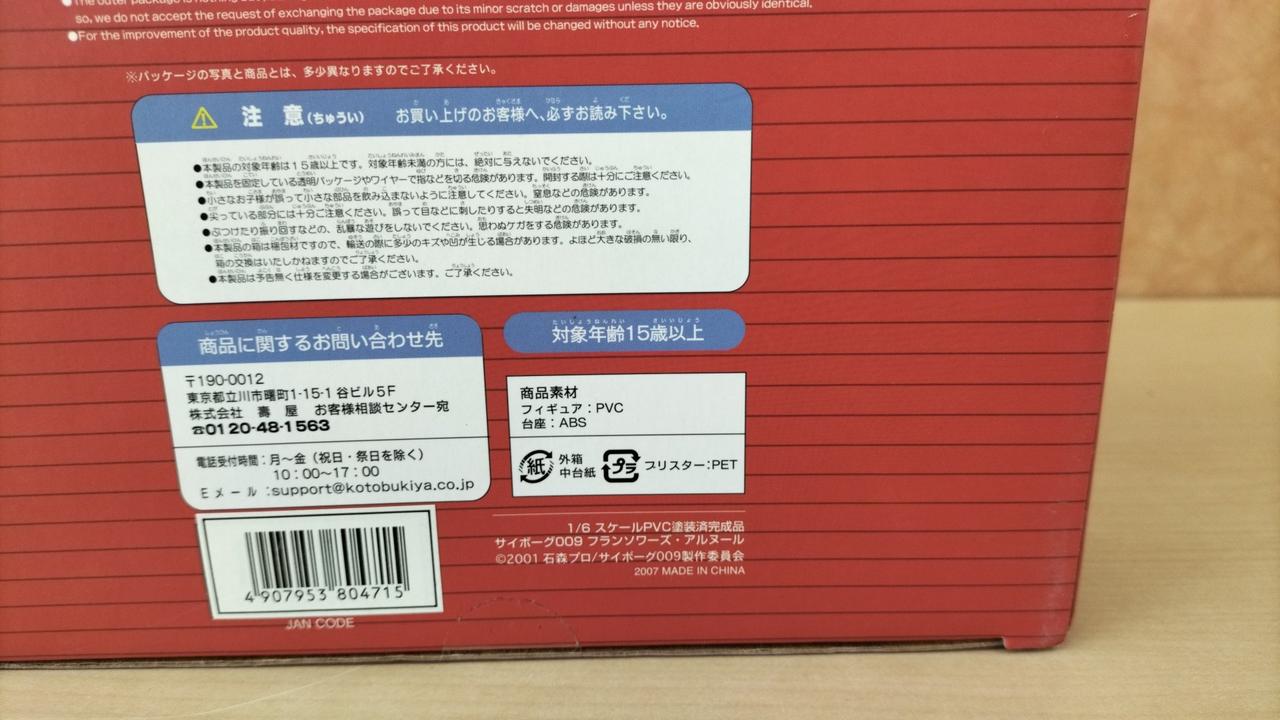 ●The outer package is nothing but
so, we do not accept the request of exchanging the package due to its minor scratch or damages unless they are obviously identical.
●For the improvement of the product quality, the specification of this product will be changed without any notice.
※パッケージの写真と商品とは、多少異なりますのでご了承ください。
注 意(ちゅうい) お買い上げのお客様へ、必ずお読み下さい。
●本製品の対象年齢は15歳以上です。対象年齢未満の方には、絶対に与えないでください。
●本製品を固定している透明パッケージやワイヤーで指などを切る危険があります。開封する際は十分にご注意ください。
●小さなお子様が誤って小さな部品を飲み込まないように注意してください。窒息などの危険があります。
●尖っている部分には十分ご注意ください。誤って目などに刺したりすると失明などの危険があります。
●ぶつけたり振り回すなどの、乱暴な遊びをしないでください。思わぬケガをする危険があります。
●本製品の箱は梱包材ですので、輸送の際に多少のキズや凹が生じる場合があります。よほど大きな破損の無い限り、
箱の交換はいたしかねますのでご了承ください。
●本製品は予告無く仕様を変更する場合がございます。ご了承ください。
商品に関するお問い合わせ先
〒190-0012
東京都立川市曙町1-15-1 谷ビル5F
株式会社 壽 屋 お客様相談センター宛
☎0120-48-1563
電話受付時間:月〜金(祝日・祭日を除く)
10:00〜17:00
Eメール:support@kotobukiya.co.jp
対象年齢15歳以上
商品素材
フィギュア:PVC
台座:ABS
紙 外箱
中台紙
プラ ブリスター:PET
1/6 スケールPVC塗装済完成品
サイボーグ009 フランソワーズ・アルヌール
©2001 石森プロ/サイボーグ009製作委員会
2007 MADE IN CHINA
4 907953 804715
JAN CODE